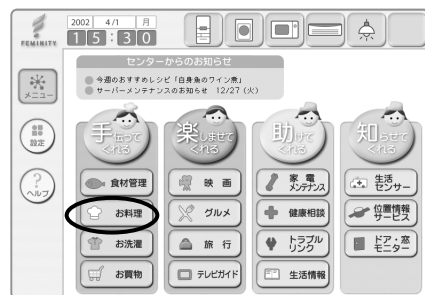 FEMINITY
2002 4/1 月
15:30
メニュー
設定
ヘルプ
センターからのお知らせ
今週のおすすめレシピ「白身魚のワイン煮」
サーバーメンテナンスのお知らせ 12/27（火）
手伝って
くれる
食材管理
お料理
お洗濯
お買物
楽しませて
くれる
映 画
グルメ
旅 行
テレビガイド
助けて
くれる
家 電
メンテナンス
健康相談
トラブル
リンク
生活情報
知らせて
くれる
生活
センサー
位置情報
サービス
ドア・窓
モニター